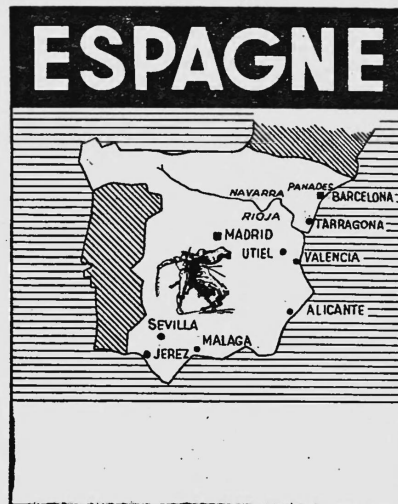 ESPAGNE
NAVARRA
PANADES
BARCELONA
RIOJA
TARRAGONA
MADRID
UTIEL
VALENCIA
ALICANTE
SEVILLA
MALAGA
JEREZ